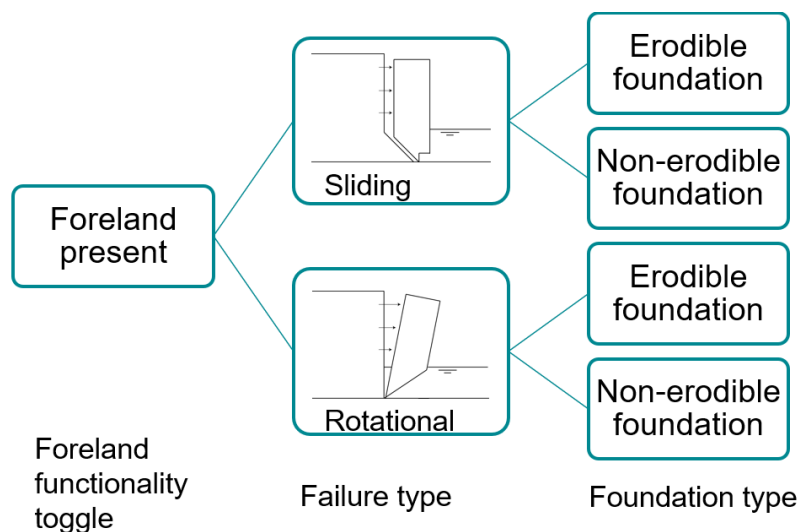 Foreland
present
Sliding
Rotational
Erodible
foundation
Non-erodible
foundation
Erodible
foundation
Non-erodible
foundation
Foreland
functionality
toggle
Failure type
Foundation type